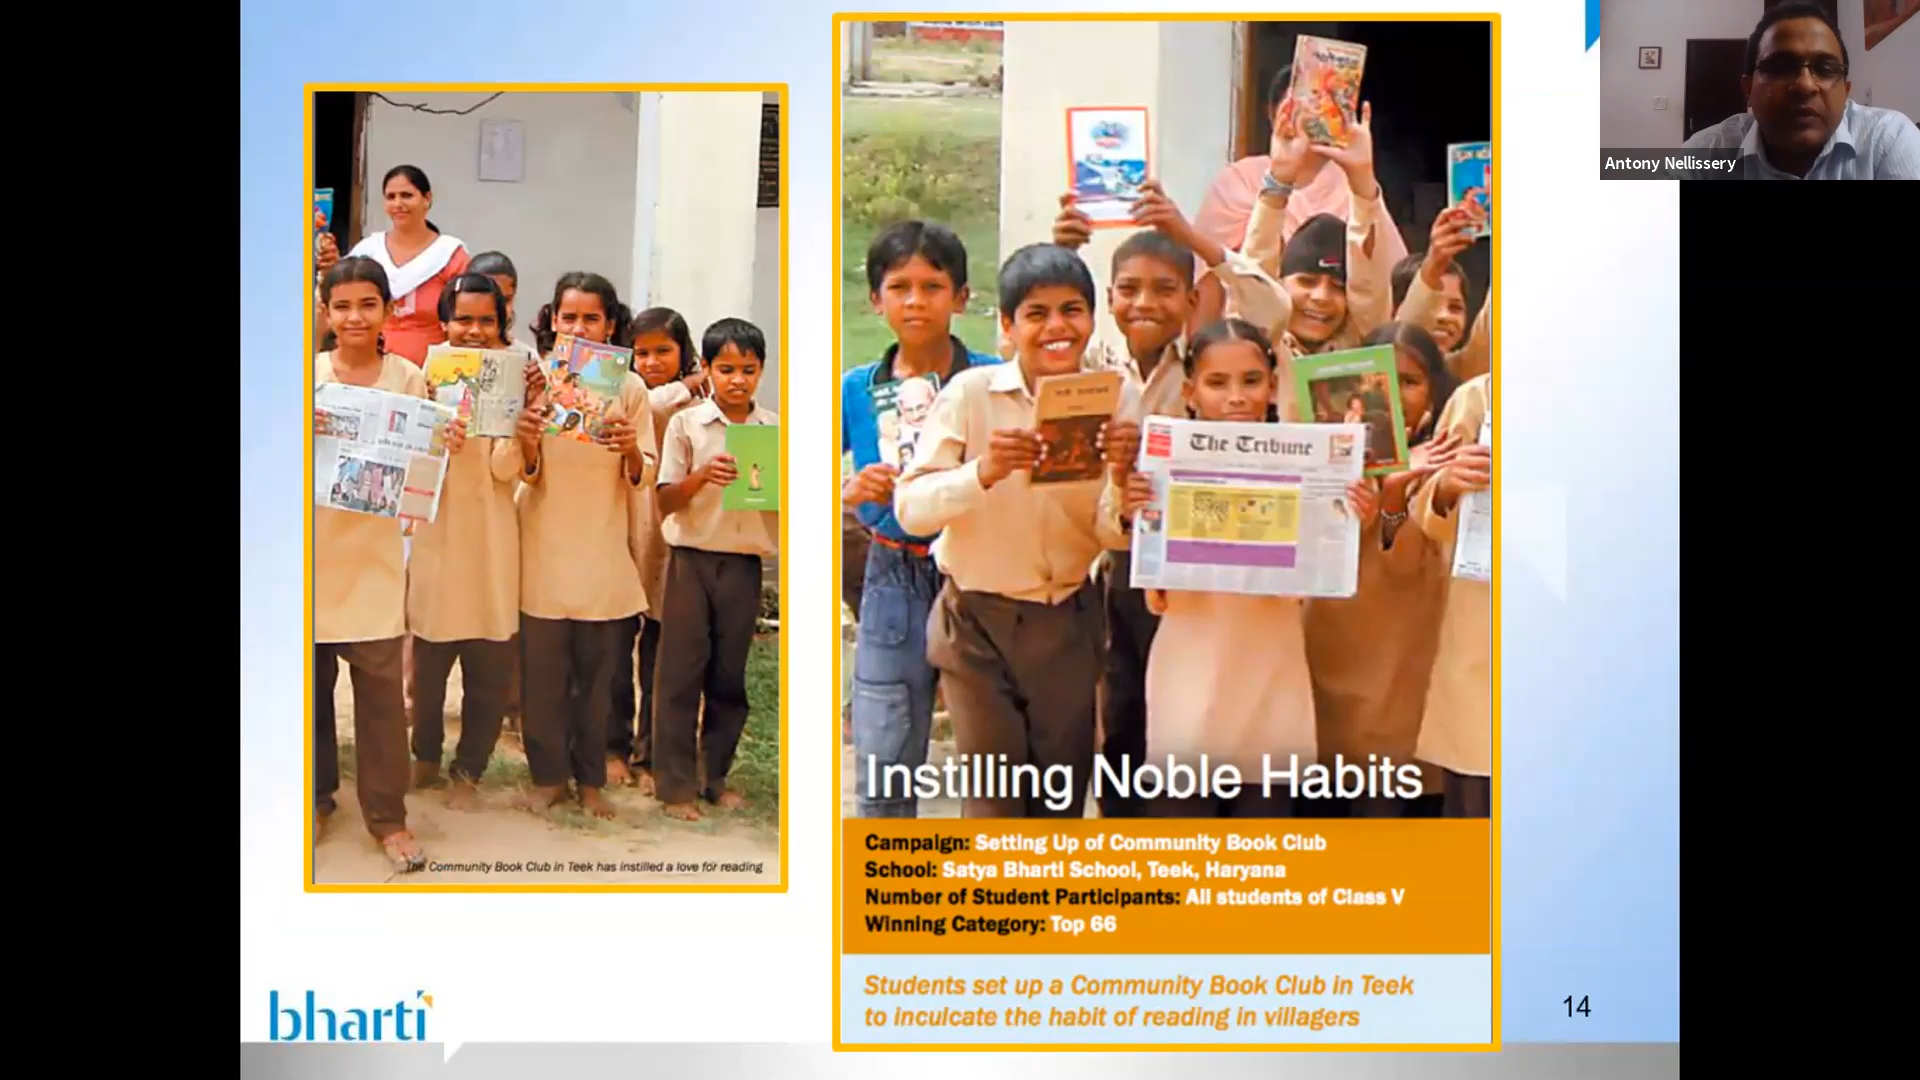 Antony Nellissery
The Tribune
The Community Book Club in Teek has instilled a love for reading
Instilling Noble Habits
Campaign: Setting Up of Community Book Club
School: Satya Bharti School, Teek, Haryana
Number of Student Participants: All students of Class V
Winning Category: Top 66
Students set up a Community Book Club in Teek
to inculcate the habit of reading in villagers
bharti
14